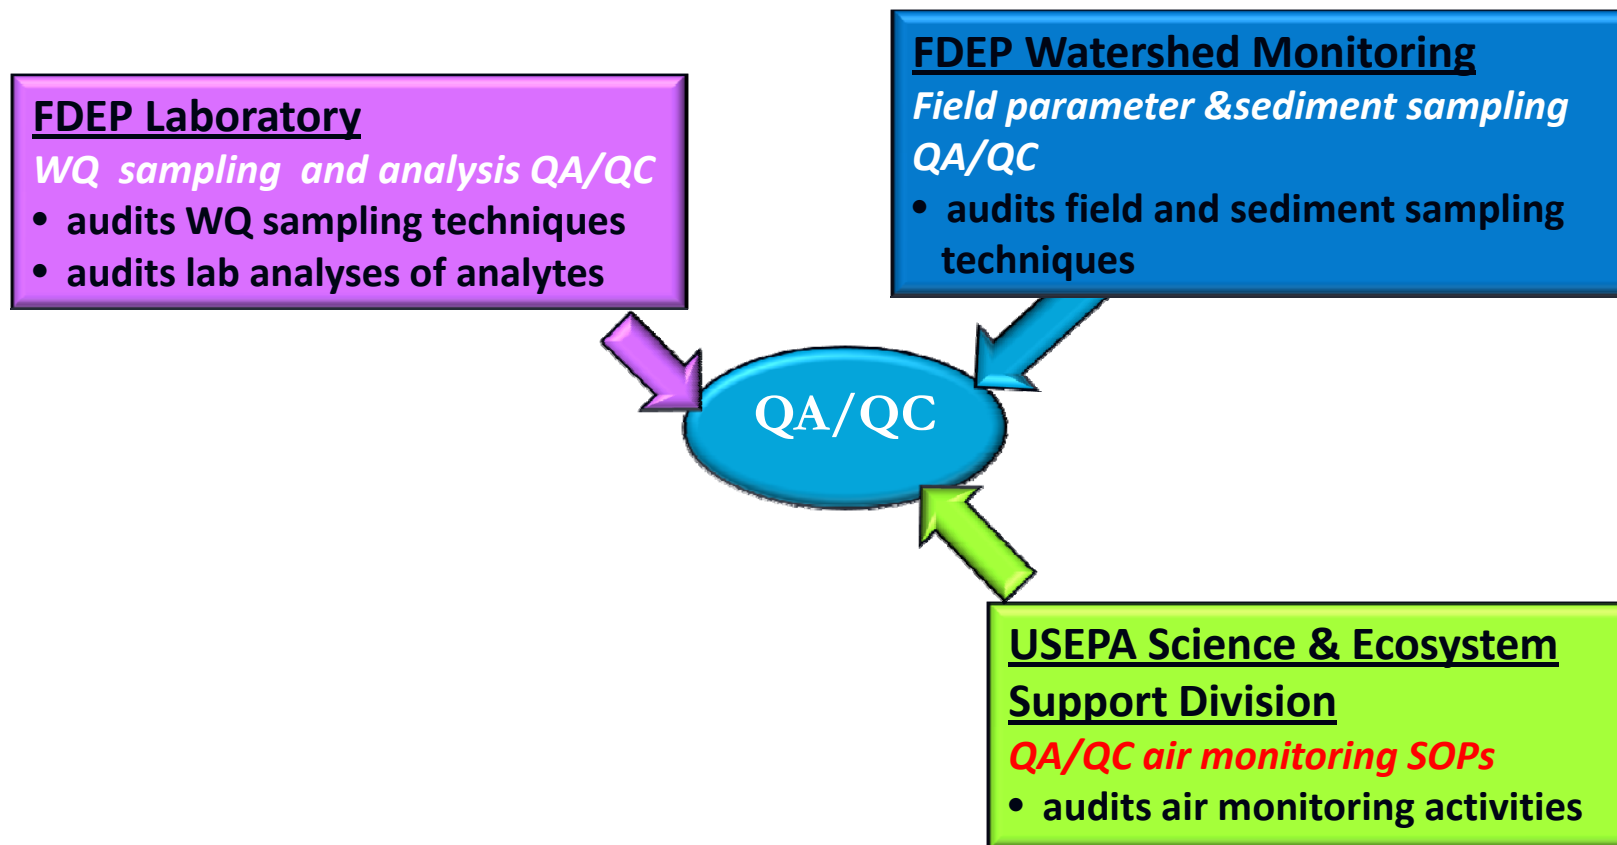 FDEP Laboratory
WQ sampling and analysis QA/QC
• audits WQ sampling techniques
• audits lab analyses of analytes
FDEP Watershed Monitoring
Field parameter &sediment sampling
QA/QC
• audits field and sediment sampling
techniques
QA/QC
USEPA Science & Ecosystem
Support Division
QA/QC air monitoring SOPs
• audits air monitoring activities